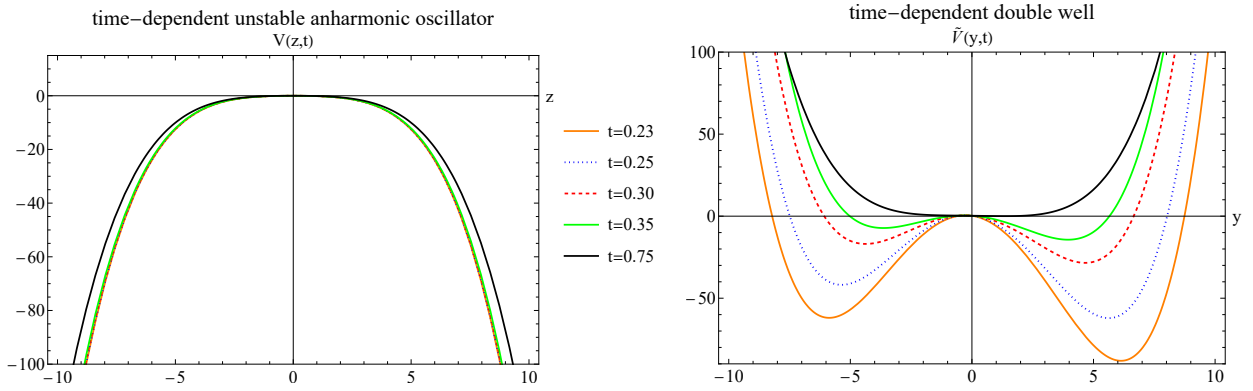 time−dependent unstable anharmonic oscillator
V(z,t)
0
−20
−40
−60
−80
−100
−10
−5
0
5
10
z
t=0.23
t=0.25
t=0.30
t=0.35
t=0.75
time−dependent double well
Ṽ(y,t)
100
50
0
−50
−10
−5
0
5
10
y